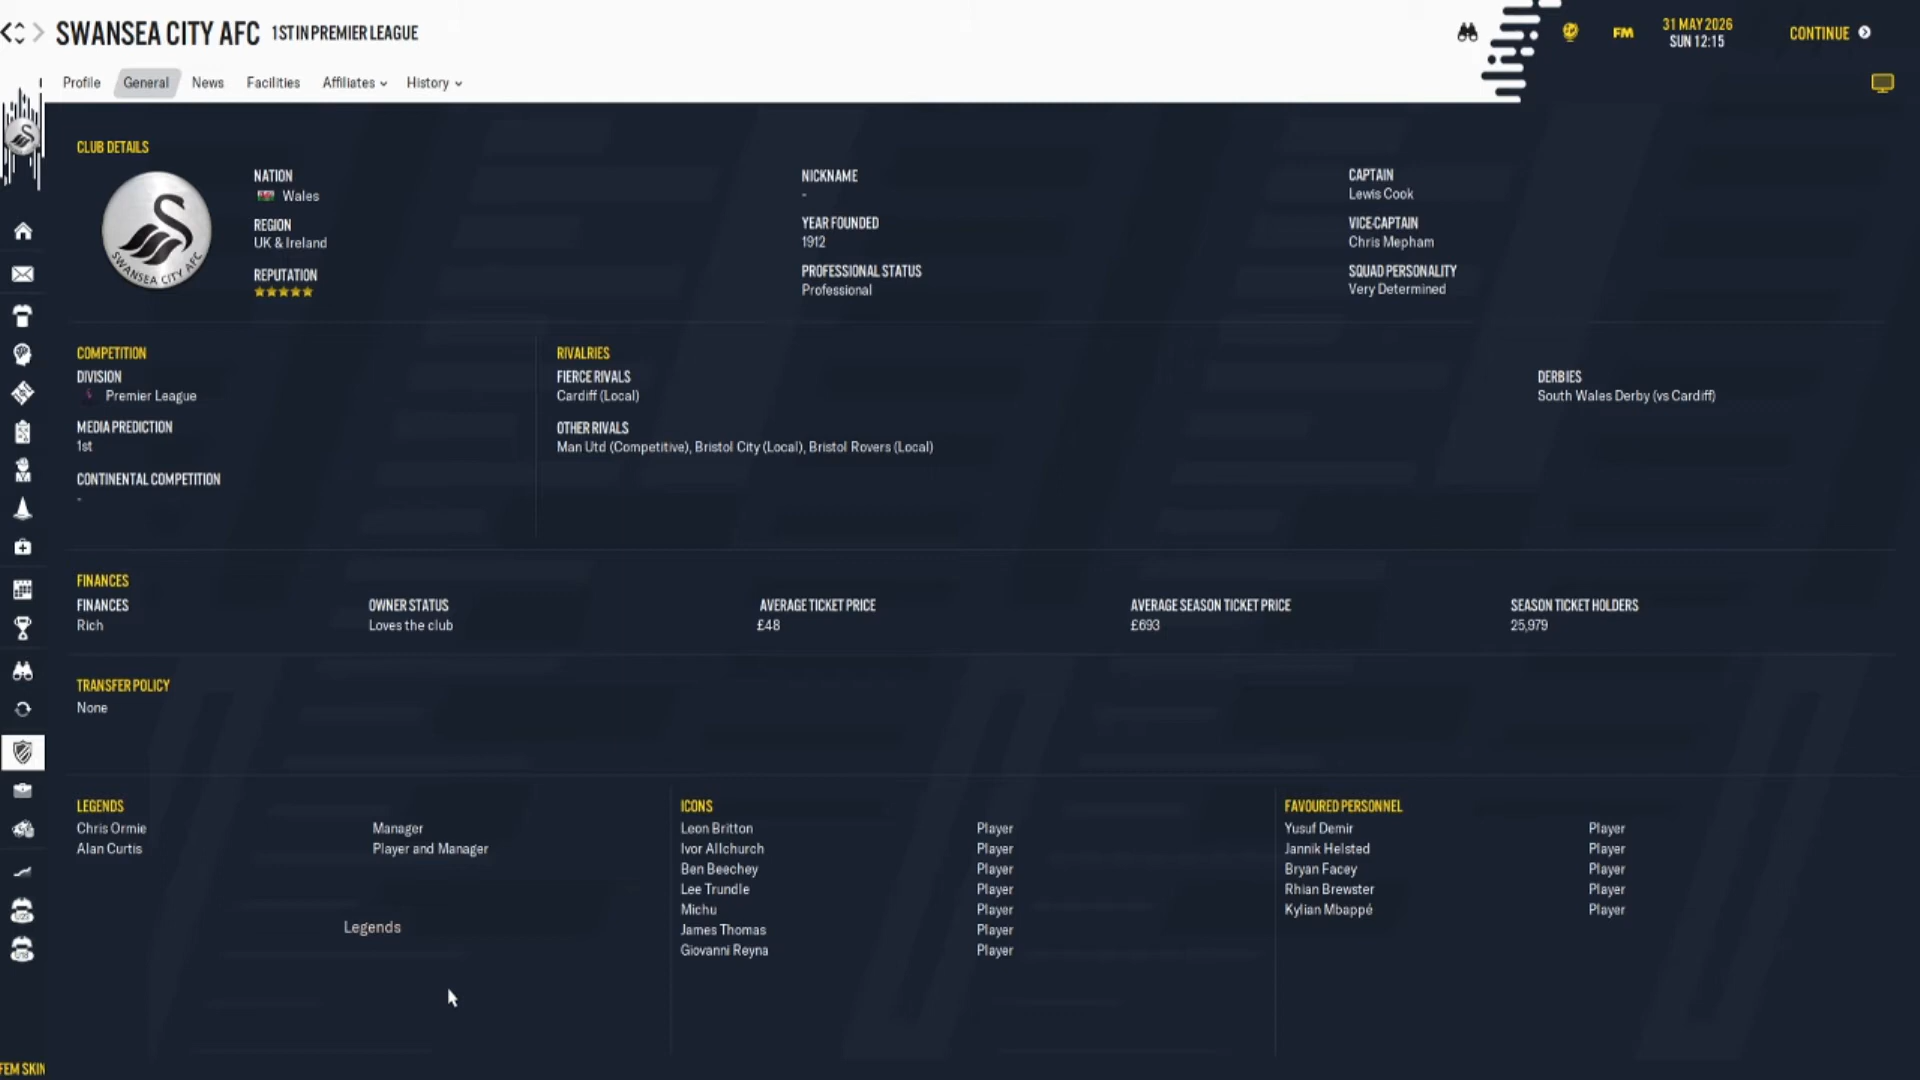 SWANSEA CITY AFC 1ST IN PREMIER LEAGUE
FM
31 MAY 2026
SUN 12:15
CONTINUE
Profile General News Facilities Affiliates History
CLUB DETAILS
SWANSEA CITY AFC
NATION
Wales
REGION
UK & Ireland
REPUTATION
NICKNAME
-
YEAR FOUNDED
1912
PROFESSIONAL STATUS
Professional
CAPTAIN
Lewis Cook
VICE-CAPTAIN
Chris Mepham
SQUAD PERSONALITY
Very Determined
COMPETITION
DIVISION
Premier League
MEDIA PREDICTION
1st
CONTINENTAL COMPETITION
-
RIVALRIES
FIERCE RIVALS
Cardiff (Local)
OTHER RIVALS
Man Utd (Competitive), Bristol City (Local), Bristol Rovers (Local)
DERBIES
South Wales Derby (vs Cardiff)
FINANCES
FINANCES
Rich
OWNER STATUS
Loves the club
AVERAGE TICKET PRICE
£48
AVERAGE SEASON TICKET PRICE
£693
SEASON TICKET HOLDERS
25,979
TRANSFER POLICY
None
LEGENDS
Chris Ormie Manager
Alan Curtis Player and Manager
Legends
ICONS
Leon Britton Player
Ivor Allchurch Player
Ben Beechey Player
Lee Trundle Player
Michu Player
James Thomas Player
Giovanni Reyna Player
FAVOURED PERSONNEL
Yusuf Demir Player
Jannik Helsted Player
Bryan Facey Player
Rhian Brewster Player
Kylian Mbappé Player
FEM SKIN